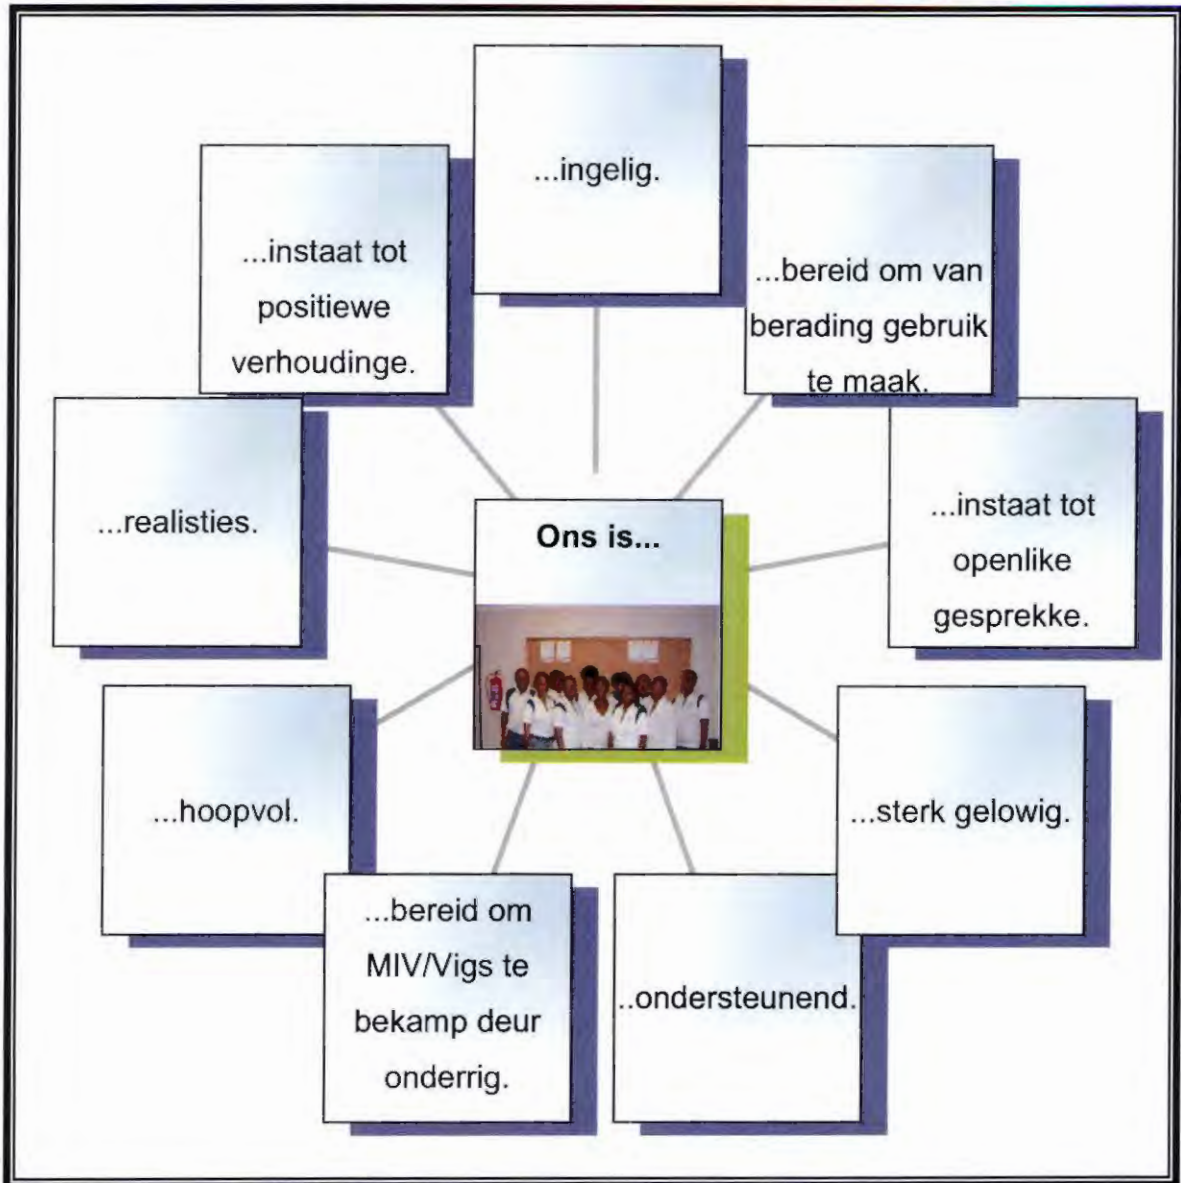 ...ingelig.
...bereid om van
berading gebruik
te maak.
...instaat tot
openlike
gesprekke.
...sterk gelowig.
..ondersteunend.
...bereid om
MIV/Vigs te
bekamp deur
onderrig.
...hoopvol.
...realisties.
...instaat tot
positiewe
verhoudinge.
Ons is...